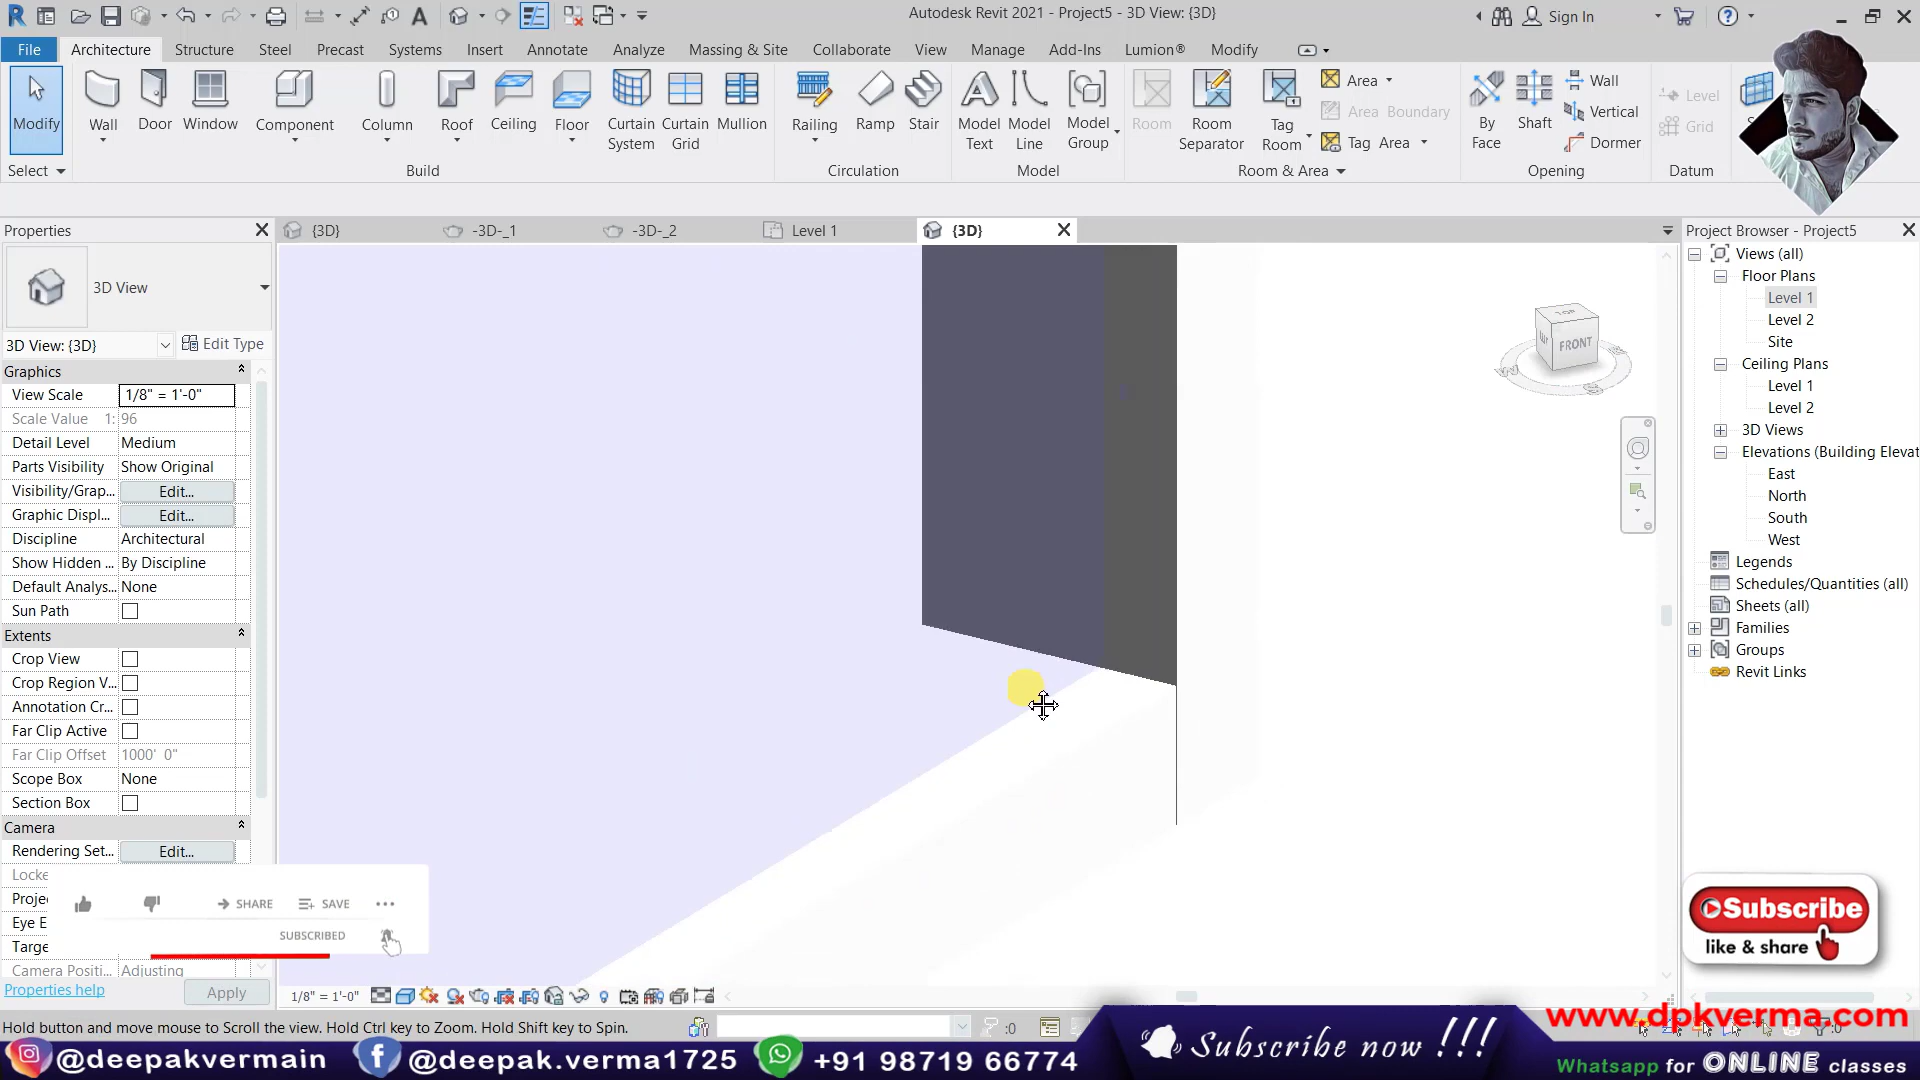 Autodesk Revit 2021 - Project5 - 3D View: {3D}
Sign In
File Architecture Structure Steel Precast Systems Insert Annotate Analyze Massing & Site Collaborate View Manage Add-Ins Lumion® Modify
Modify
Wall
Door
Window
Component
Column
Roof
Ceiling
Floor
Curtain System
Curtain Grid
Mullion
Railing
Ramp
Stair
Model Text
Model Line
Model Group
Room
Room Separator
Tag Room
Area
Area Boundary
Tag Area
By Face
Shaft
Wall
Vertical
Dormer
Level
Grid
Select
Build
Circulation
Model
Room & Area
Opening
Datum
Properties
{3D}
-3D-_1
-3D-_2
Level 1
{3D}
Project Browser - Project5
3D View
3D View: {3D}
Edit Type
Graphics
View Scale 1/8" = 1'-0"
Scale Value 1: 96
Detail Level Medium
Parts Visibility Show Original
Visibility/Grap... Edit...
Graphic Displ... Edit...
Discipline Architectural
Show Hidden ... By Discipline
Default Analys... None
Sun Path
Extents
Crop View
Crop Region V...
Annotation Cr...
Far Clip Active
Far Clip Offset 1000' 0"
Scope Box None
Section Box
Camera
Rendering Set... Edit...
Locke
Projec
Eye E
Targe
Camera Positi... Adjusting
Properties help
Apply
SHARE
SAVE
SUBSCRIBED
TOP
FRONT
W
S
Views (all)
Floor Plans
Level 1
Level 2
Site
Ceiling Plans
Level 1
Level 2
3D Views
Elevations (Building Elevat
East
North
South
West
Legends
Schedules/Quantities (all)
Sheets (all)
Families
Groups
Revit Links
Subscribe
like & share
1/8" = 1'-0"
Hold button and move mouse to Scroll the view. Hold Ctrl key to Zoom. Hold Shift key to Spin.
:0
:0
www.dpkverma.com
@deepakvermain
@deepak.verma1725
+91 98719 66774
Subscribe now !!!
Whatsapp for ONLINE classes